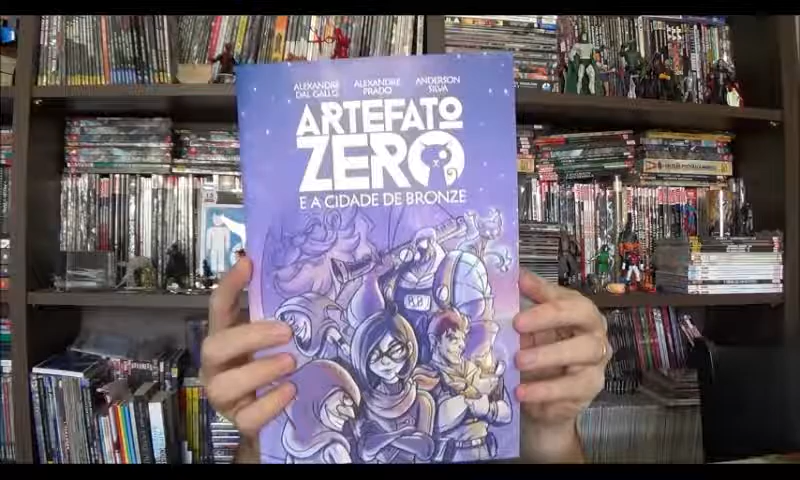 ALEXANDRE ALEXANDRE ANDERSON
DAL GALLO PRADO SILVA
ARTEFATO
ZERO
E A CIDADE DE BRONZE